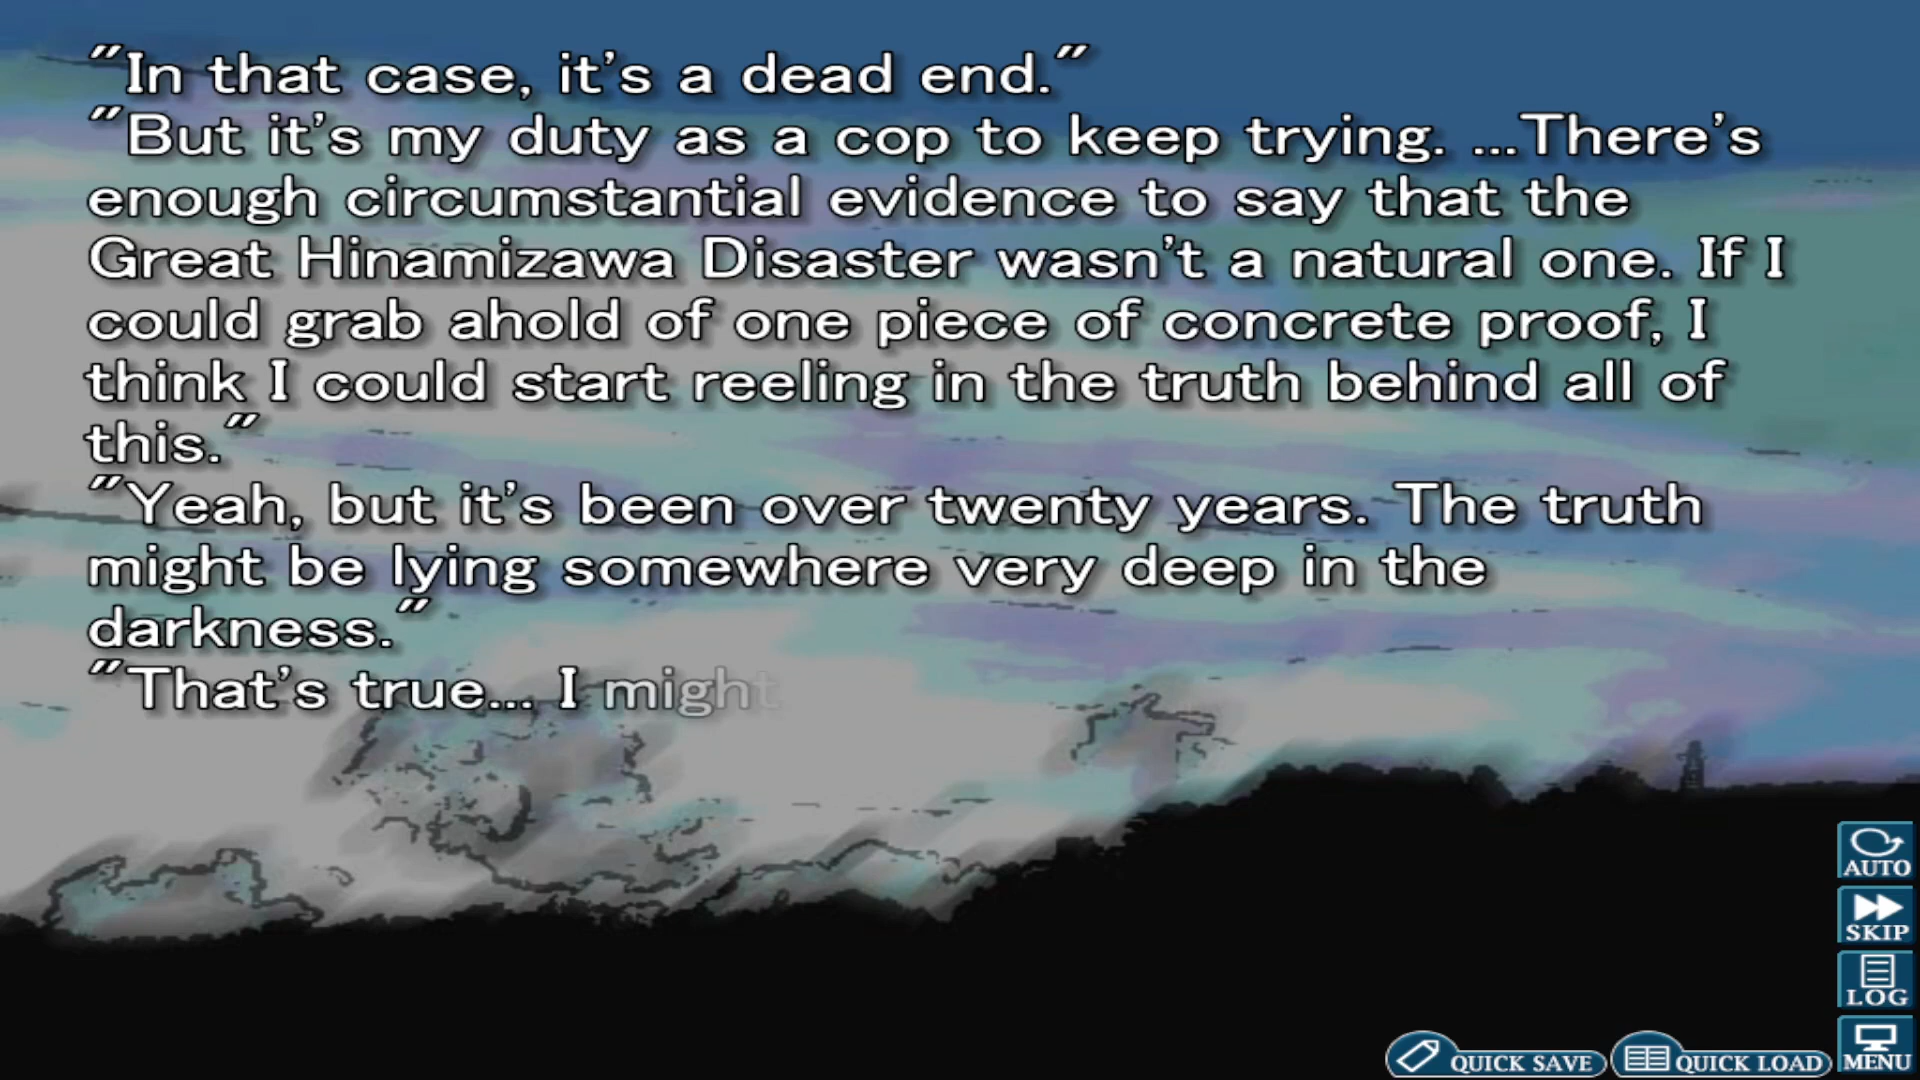 "In that case, it's a dead end."
"But it's my duty as a cop to keep trying. ...There's
enough circumstantial evidence to say that the
Great Hinamizawa Disaster wasn't a natural one. If I
could grab ahold of one piece of concrete proof, I
think I could start reeling in the truth behind all of
this."
"Yeah, but it's been over twenty years. The truth
might be lying somewhere very deep in the
darkness."
"That's true... I might
AUTO
SKIP
LOG
QUICK SAVE
QUICK LOAD
MENU